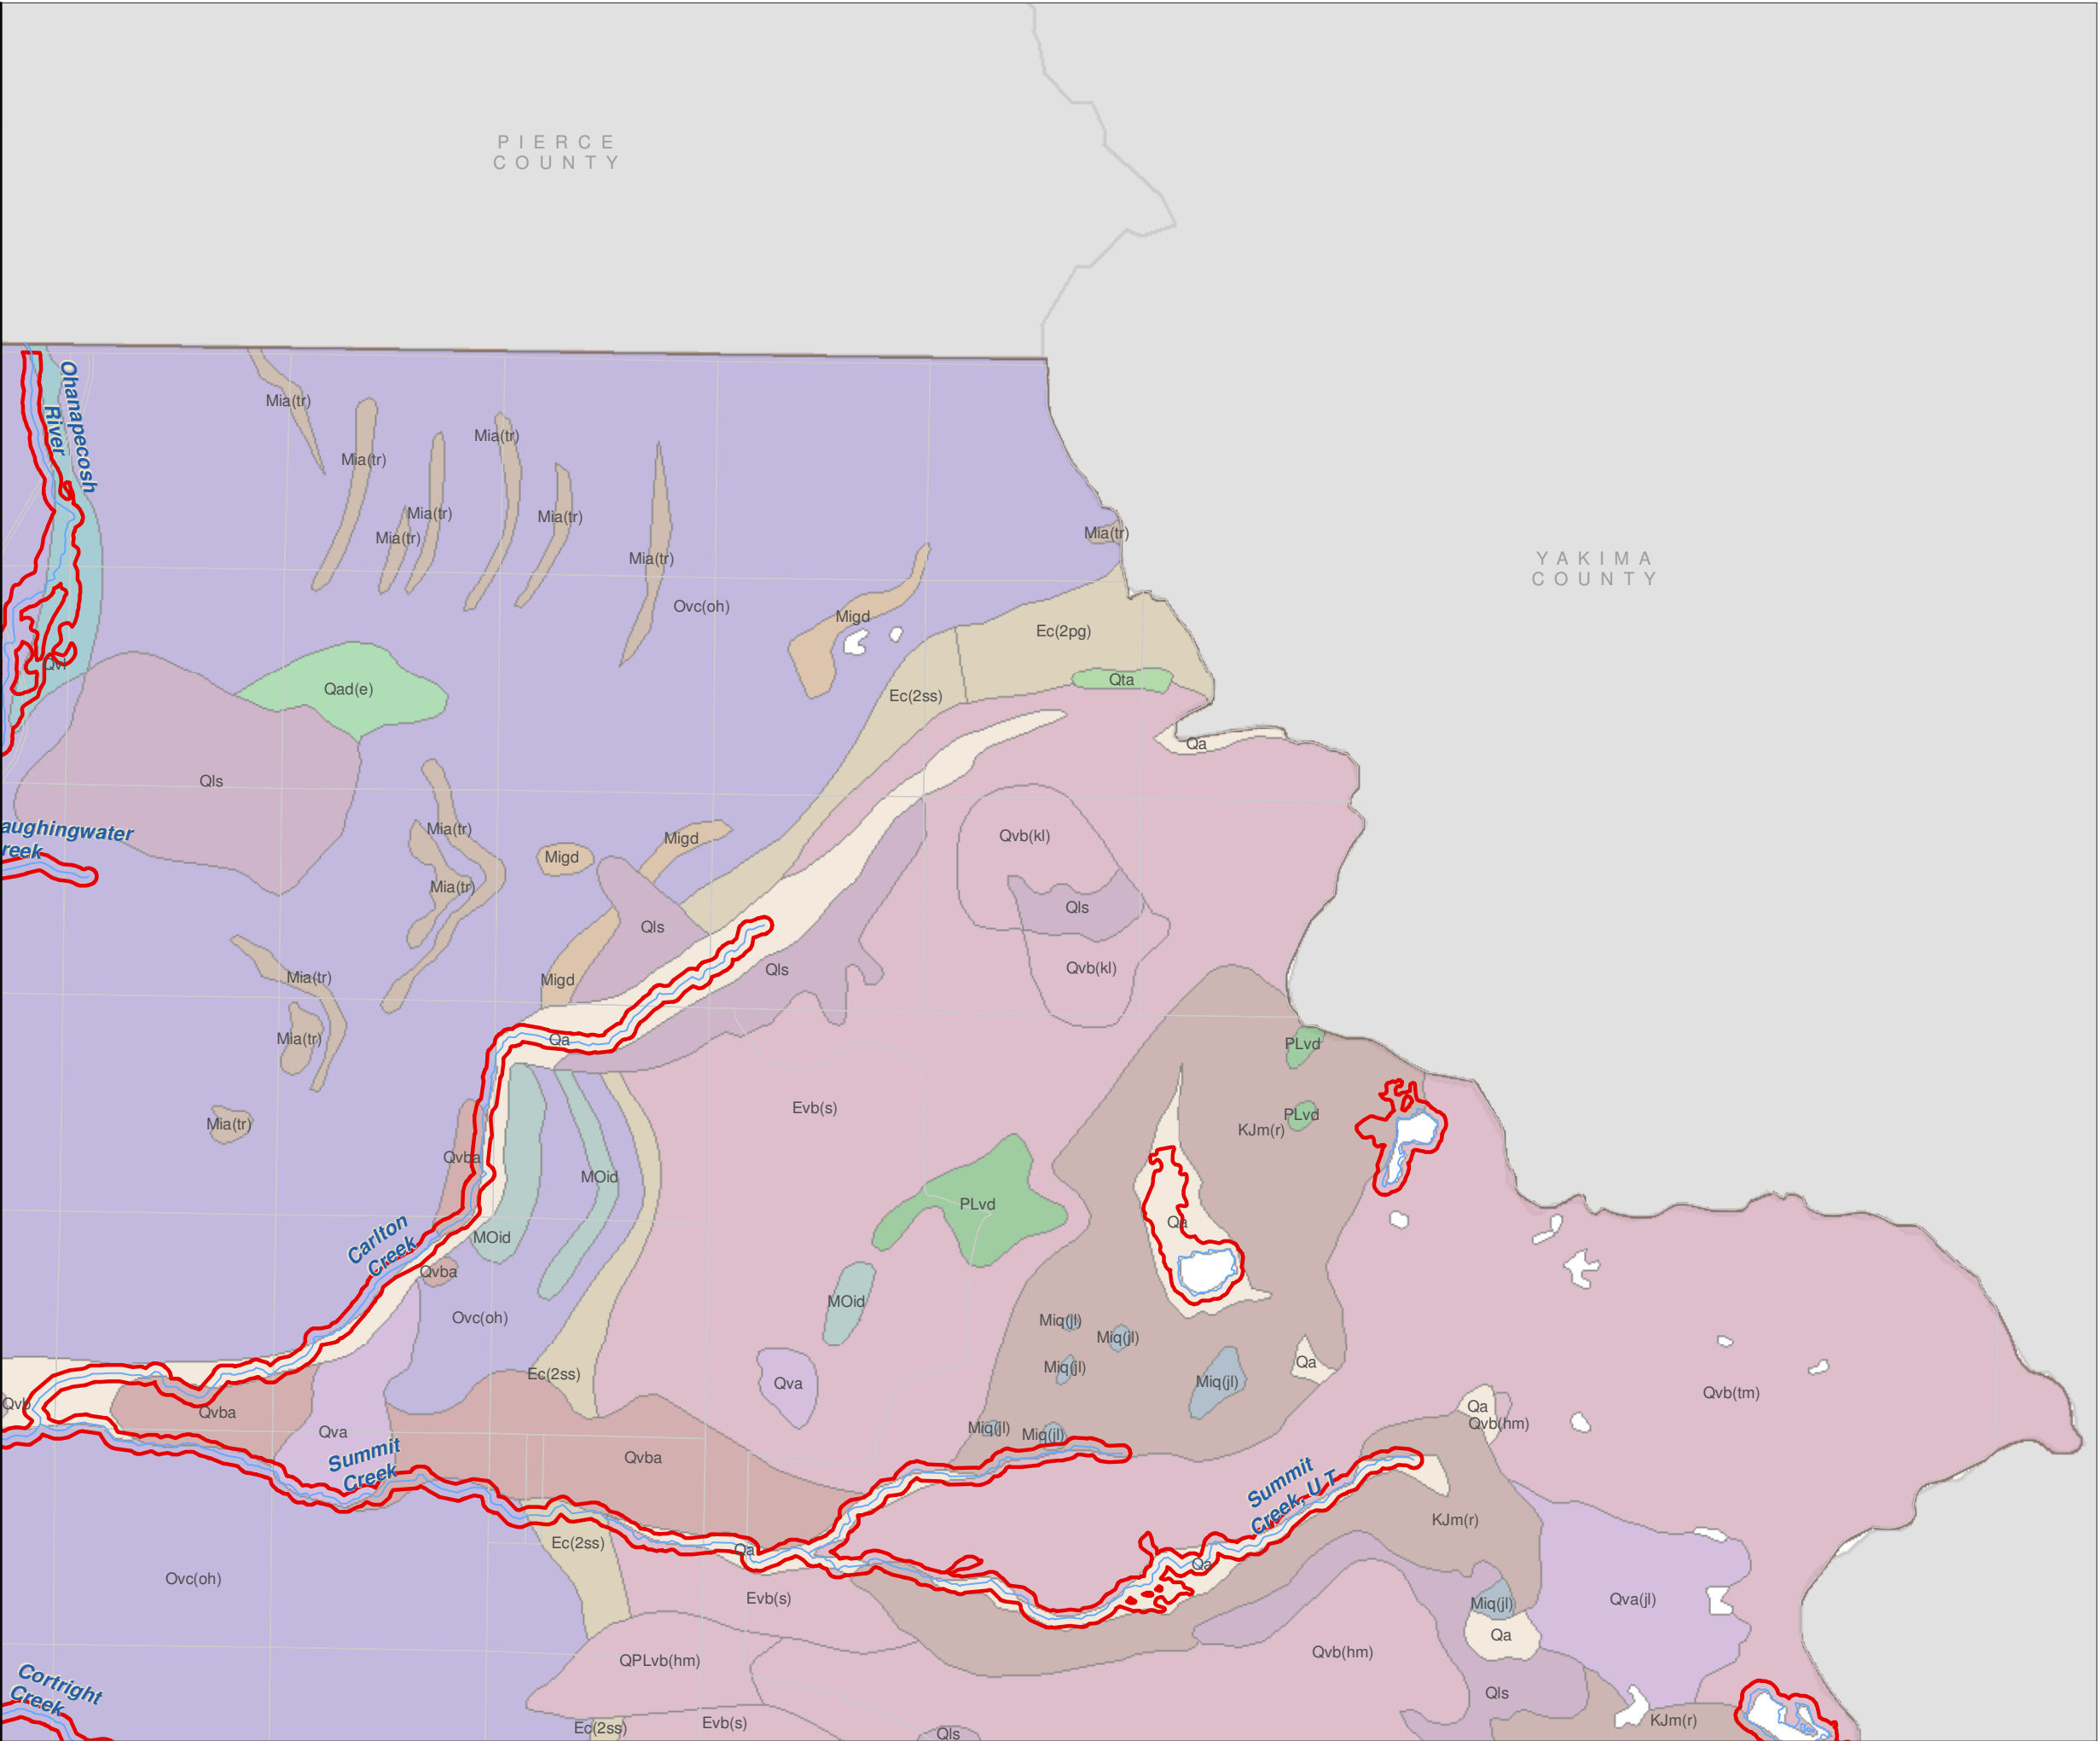 PIERCE
COUNTY
YAKIMA
COUNTY
Ohanapecosh
River
Mia(tr)
Mia(tr)
Mia(tr)
Mia(tr)
Mia(tr)
Mia(tr)
Mia(tr)
Mia(tr)
Ovc(oh)
Migd
Ec(2pg)
Qvl
Qad(e)
Ec(2ss)
Qta
Qa
Qls
aughingwater
reek
Mia(tr)
Migd
Migd
Qvb(kl)
Mia(tr)
Qls
Qls
Qls
Qvb(kl)
Mia(tr)
Migd
Mia(tr)
Qa
PLvd
Evb(s)
PLvd
KJm(r)
Mia(tr)
Qvba
MOid
PLvd
Qa
Carlton
Creek
MOid
Qvba
MOid
Ovc(oh)
Miq(jl)
Miq(jl)
Miq(jl)
Qa
Ec(2ss)
Qva
Miq(jl)
Qvb(tm)
Qvb
Qvba
Qa
Qvb(hm)
Qva
Miq(jl)
Miq(jl)
Summit
Creek
Qvba
Summit
Creek, U T
KJm(r)
Ec(2ss)
Qa
Qa
Ovc(oh)
Evb(s)
Miq(jl)
Qva(jl)
Qa
QPLvb(hm)
Qvb(hm)
Cortright
Creek
Qls
Ec(2ss)
Evb(s)
Qls
KJm(r)